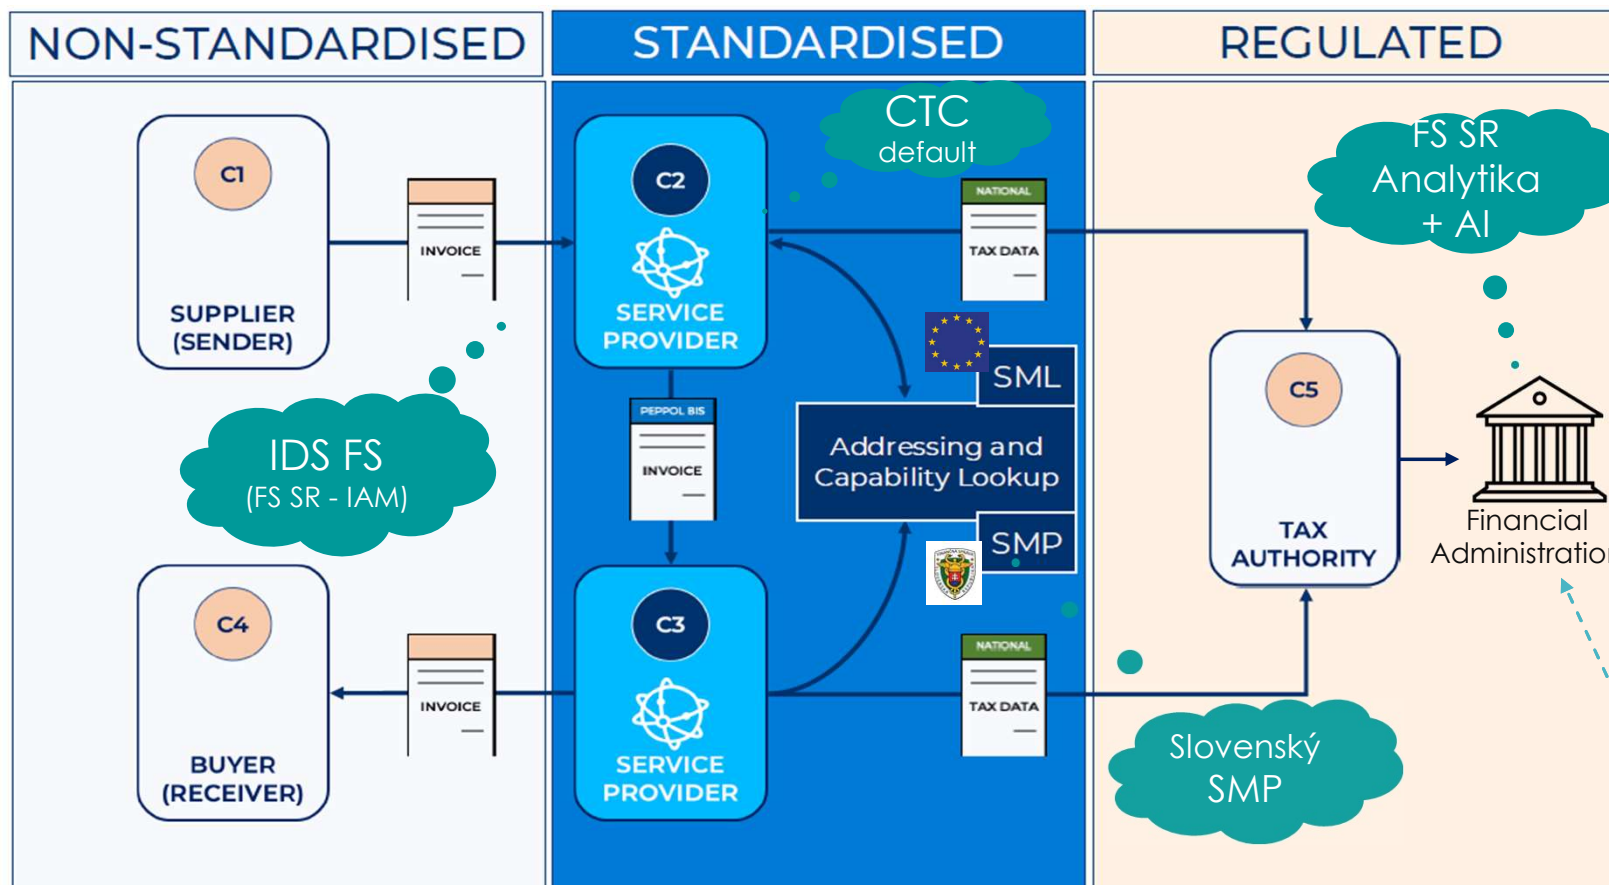 NON-STANDARDISED
STANDARDISED
REGULATED
C1
SUPPLIER
(SENDER)
INVOICE
C2
SERVICE
PROVIDER
CTC
default
NATIONAL
TAX DATA
FS SR
Analytika
+ AI
IDS FS
(FS SR - IAM)
PEPPOL BIS
INVOICE
SML
Addressing and
Capability Lookup
SMP
C5
TAX
AUTHORITY
Financial
Administration
C4
BUYER
(RECEIVER)
INVOICE
C3
SERVICE
PROVIDER
NATIONAL
TAX DATA
Slovenský
SMP